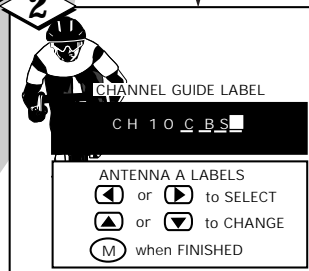 2
CHANNEL GUIDE LABEL
CH 10 CBS
ANTENNA A LABELS
or to SELECT
or to CHANGE
M when FINISHED